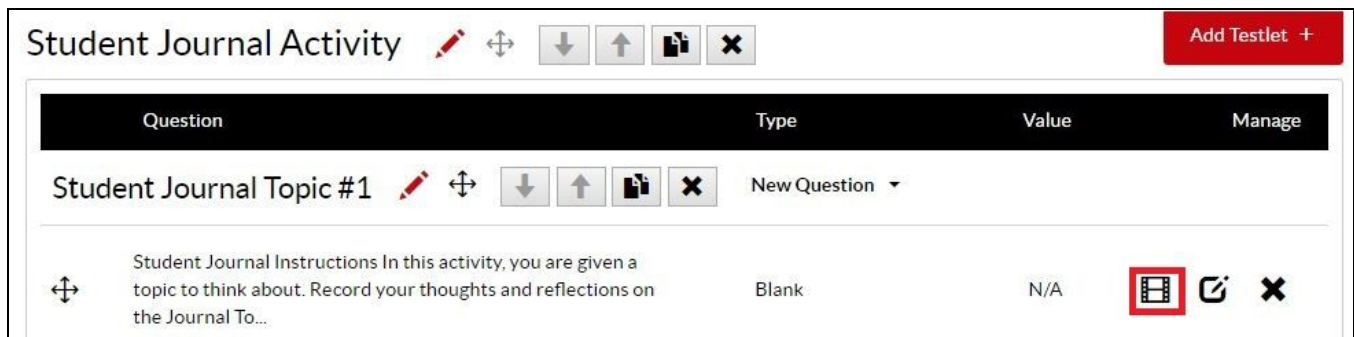 Student Journal Activity
Add Testlet +
Question Type Value Manage
Student Journal Topic #1 New Question
Student Journal Instructions In this activity, you are given a
topic to think about. Record your thoughts and reflections on
the Journal To...
Blank N/A